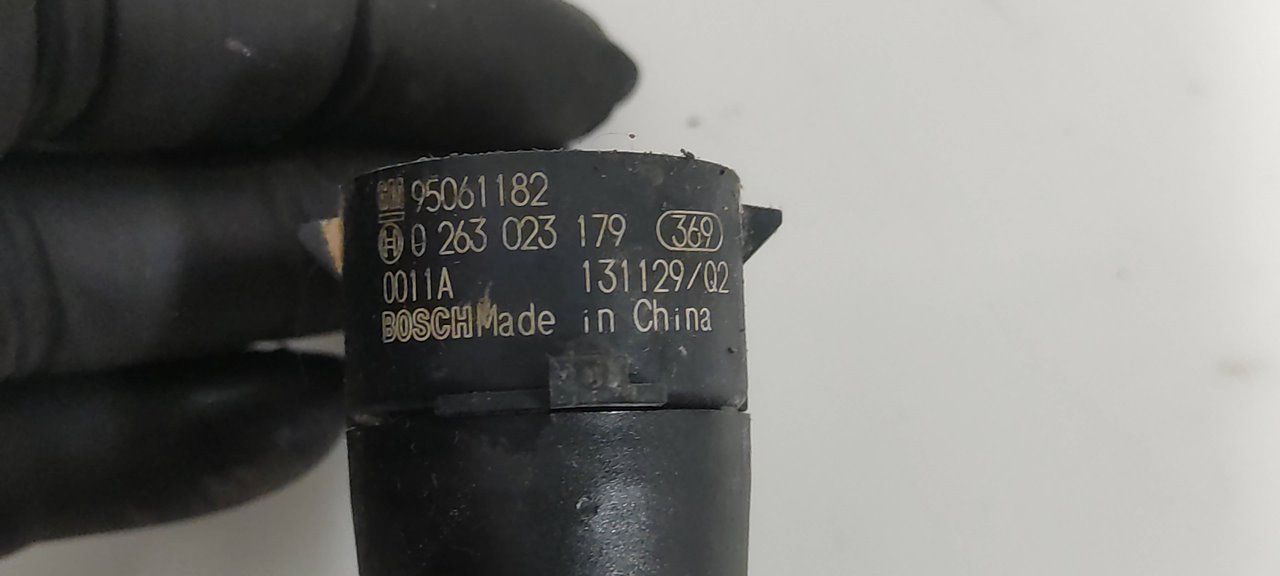 GM 95061182
0 263 023 179 369
0011A 131129/Q2
BOSCH Made in China